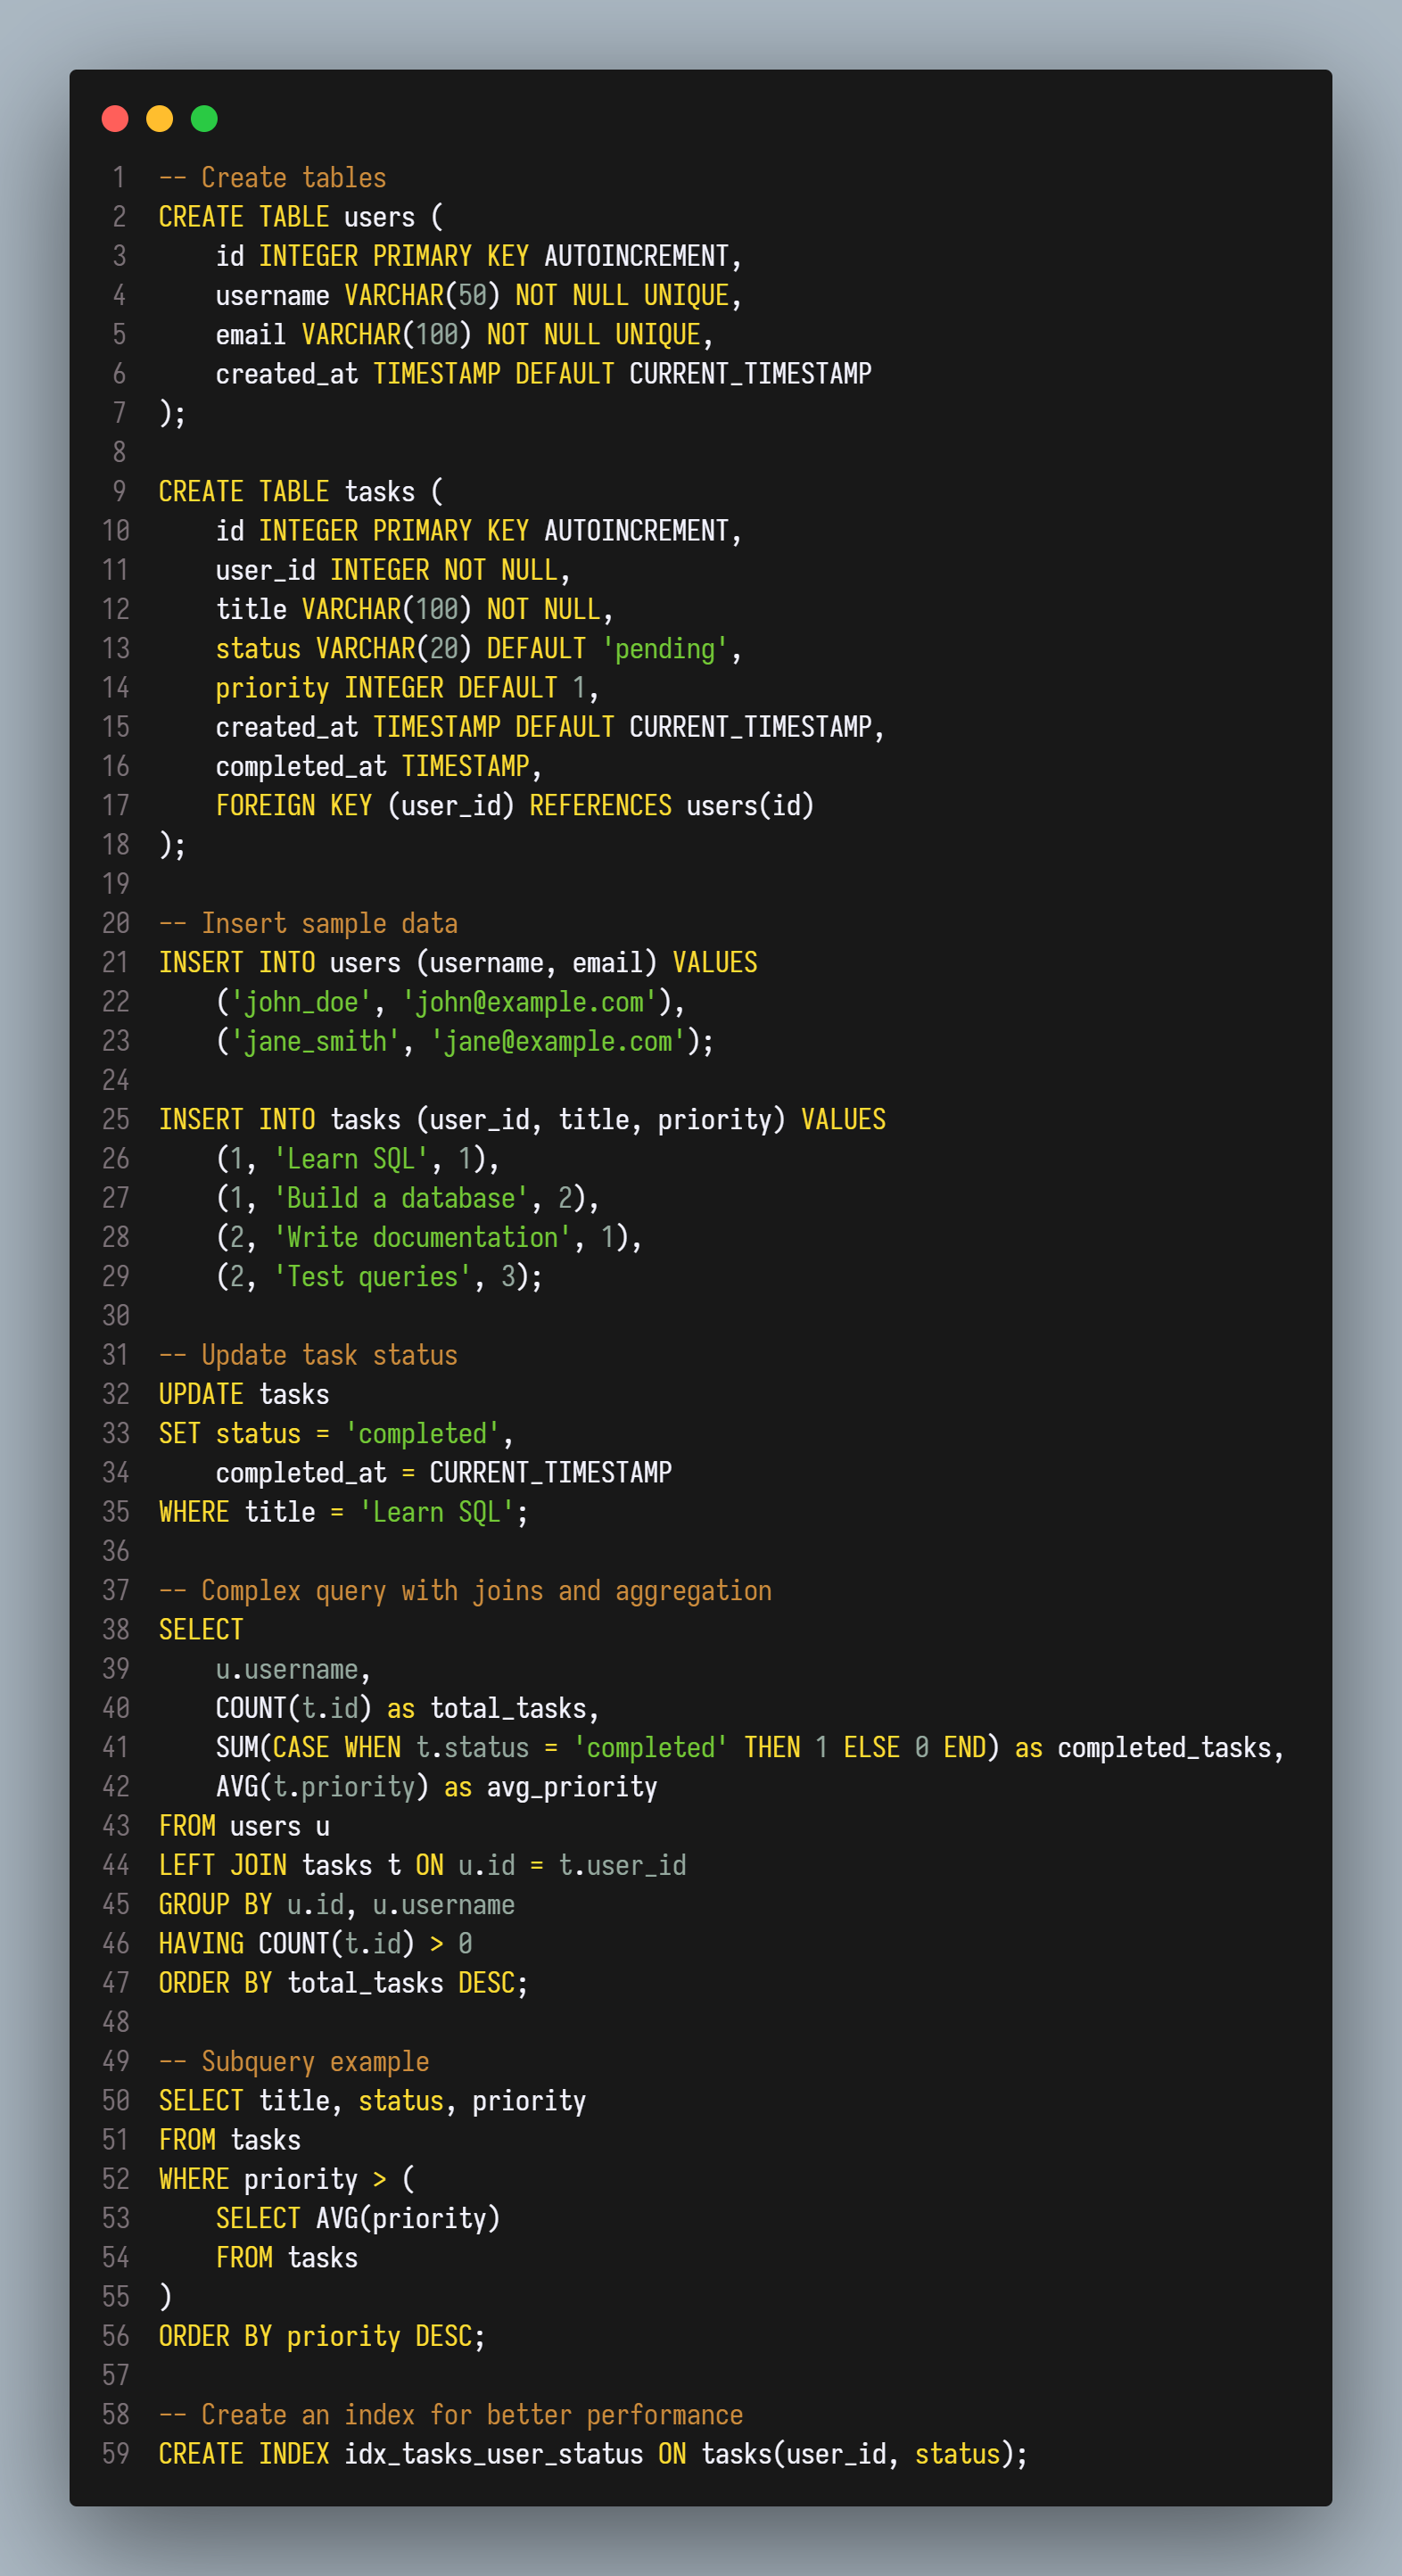 1 -- Create tables
2 CREATE TABLE users (
3     id INTEGER PRIMARY KEY AUTOINCREMENT,
4     username VARCHAR(50) NOT NULL UNIQUE,
5     email VARCHAR(100) NOT NULL UNIQUE,
6     created_at TIMESTAMP DEFAULT CURRENT_TIMESTAMP
7 );
8
9 CREATE TABLE tasks (
10     id INTEGER PRIMARY KEY AUTOINCREMENT,
11     user_id INTEGER NOT NULL,
12     title VARCHAR(100) NOT NULL,
13     status VARCHAR(20) DEFAULT 'pending',
14     priority INTEGER DEFAULT 1,
15     created_at TIMESTAMP DEFAULT CURRENT_TIMESTAMP,
16     completed_at TIMESTAMP,
17     FOREIGN KEY (user_id) REFERENCES users(id)
18 );
19
20 -- Insert sample data
21 INSERT INTO users (username, email) VALUES
22     ('john_doe', 'john@example.com'),
23     ('jane_smith', 'jane@example.com');
24
25 INSERT INTO tasks (user_id, title, priority) VALUES
26     (1, 'Learn SQL', 1),
27     (1, 'Build a database', 2),
28     (2, 'Write documentation', 1),
29     (2, 'Test queries', 3);
30
31 -- Update task status
32 UPDATE tasks
33 SET status = 'completed',
34     completed_at = CURRENT_TIMESTAMP
35 WHERE title = 'Learn SQL';
36
37 -- Complex query with joins and aggregation
38 SELECT
39     u.username,
40     COUNT(t.id) as total_tasks,
41     SUM(CASE WHEN t.status = 'completed' THEN 1 ELSE 0 END) as completed_tasks,
42     AVG(t.priority) as avg_priority
43 FROM users u
44 LEFT JOIN tasks t ON u.id = t.user_id
45 GROUP BY u.id, u.username
46 HAVING COUNT(t.id) > 0
47 ORDER BY total_tasks DESC;
48
49 -- Subquery example
50 SELECT title, status, priority
51 FROM tasks
52 WHERE priority > (
53     SELECT AVG(priority)
54     FROM tasks
55 )
56 ORDER BY priority DESC;
57
58 -- Create an index for better performance
59 CREATE INDEX idx_tasks_user_status ON tasks(user_id, status);